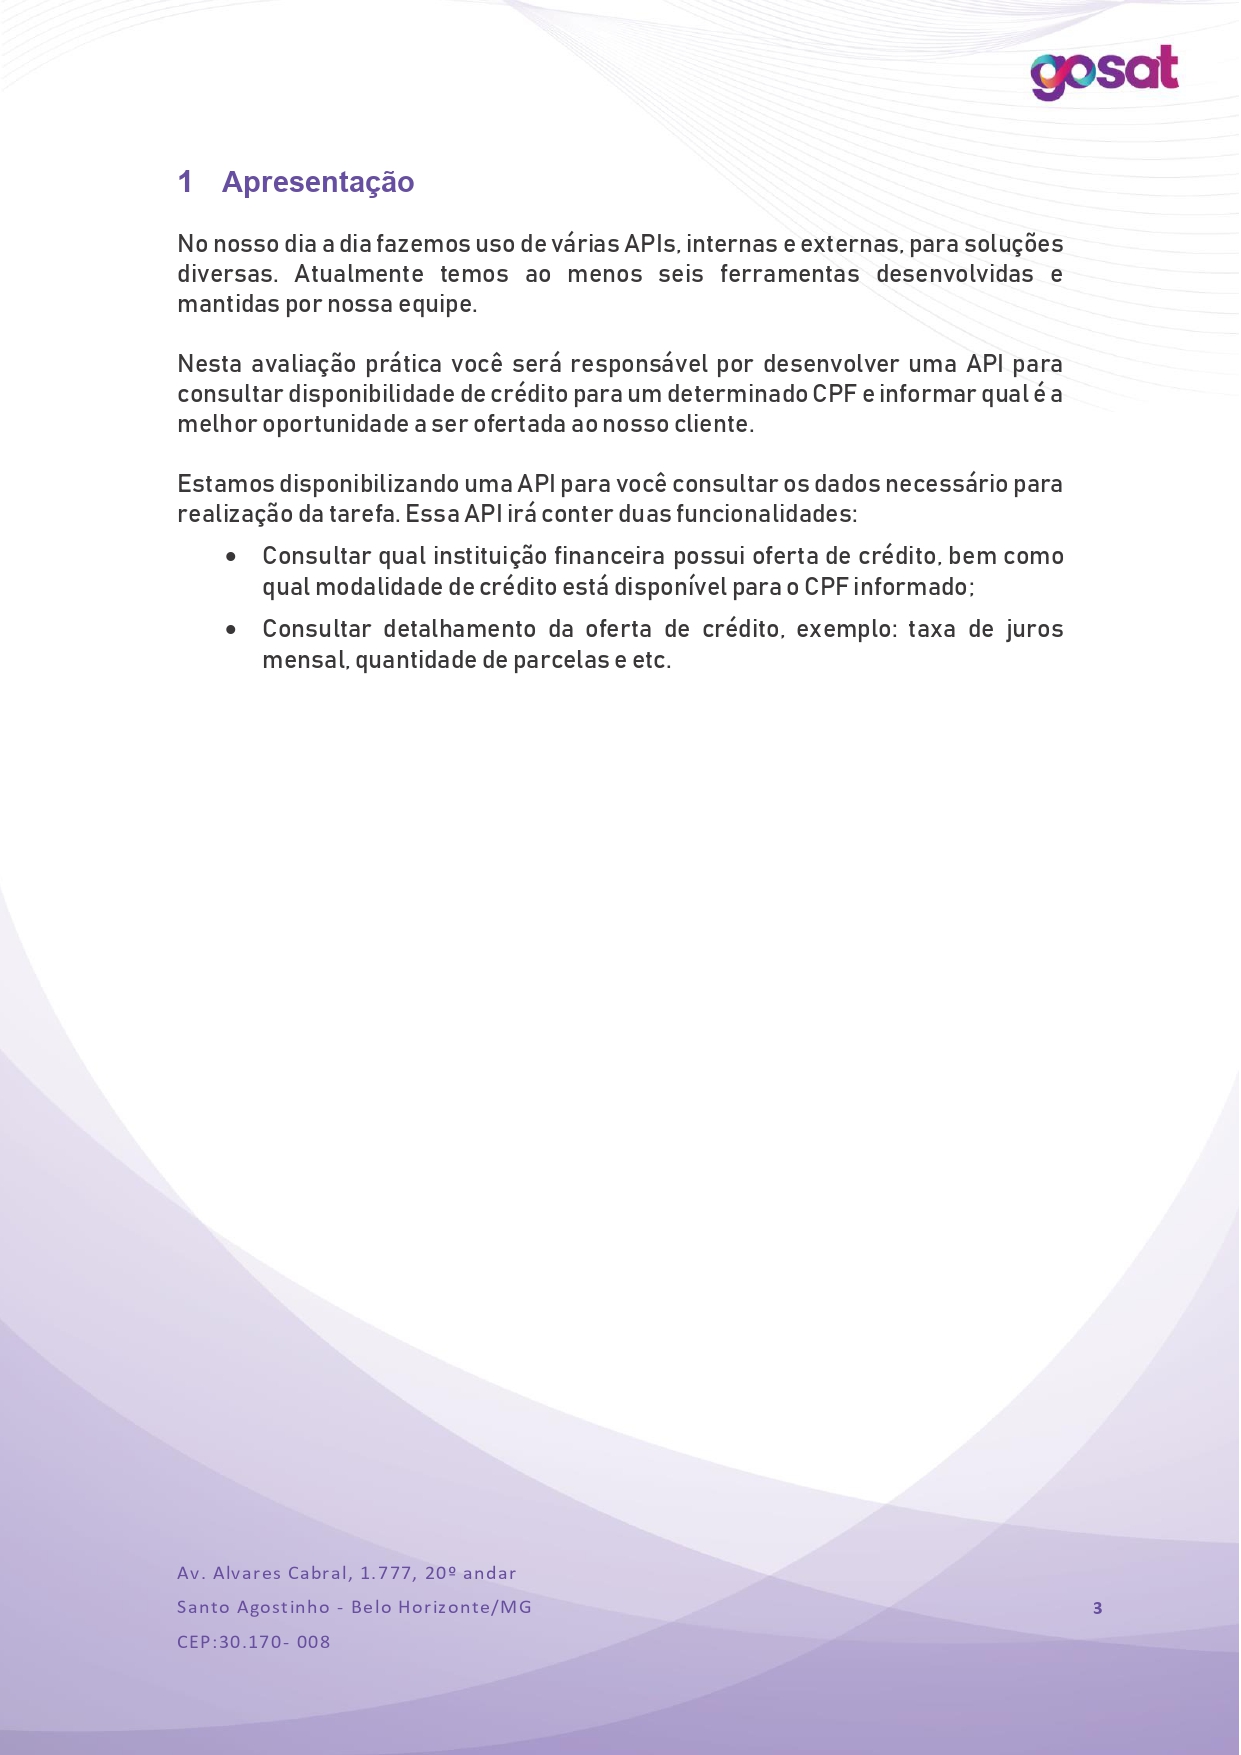 gosat
1 Apresentação
No nosso dia a dia fazemos uso de várias APIs, internas e externas, para soluções
diversas. Atualmente temos ao menos seis ferramentas desenvolvidas e
mantidas por nossa equipe.
Nesta avaliação prática você será responsável por desenvolver uma API para
consultar disponibilidade de crédito para um determinado CPF e informar qual é a
melhor oportunidade a ser ofertada ao nosso cliente.
Estamos disponibilizando uma API para você consultar os dados necessário para
realização da tarefa. Essa API irá conter duas funcionalidades:
• Consultar qual instituição financeira possui oferta de crédito, bem como
qual modalidade de crédito está disponível para o CPF informado;
• Consultar detalhamento da oferta de crédito, exemplo: taxa de juros
mensal, quantidade de parcelas e etc.
Av. Alvares Cabral, 1.777, 20º andar
Santo Agostinho - Belo Horizonte/MG
3
CEP:30.170- 008